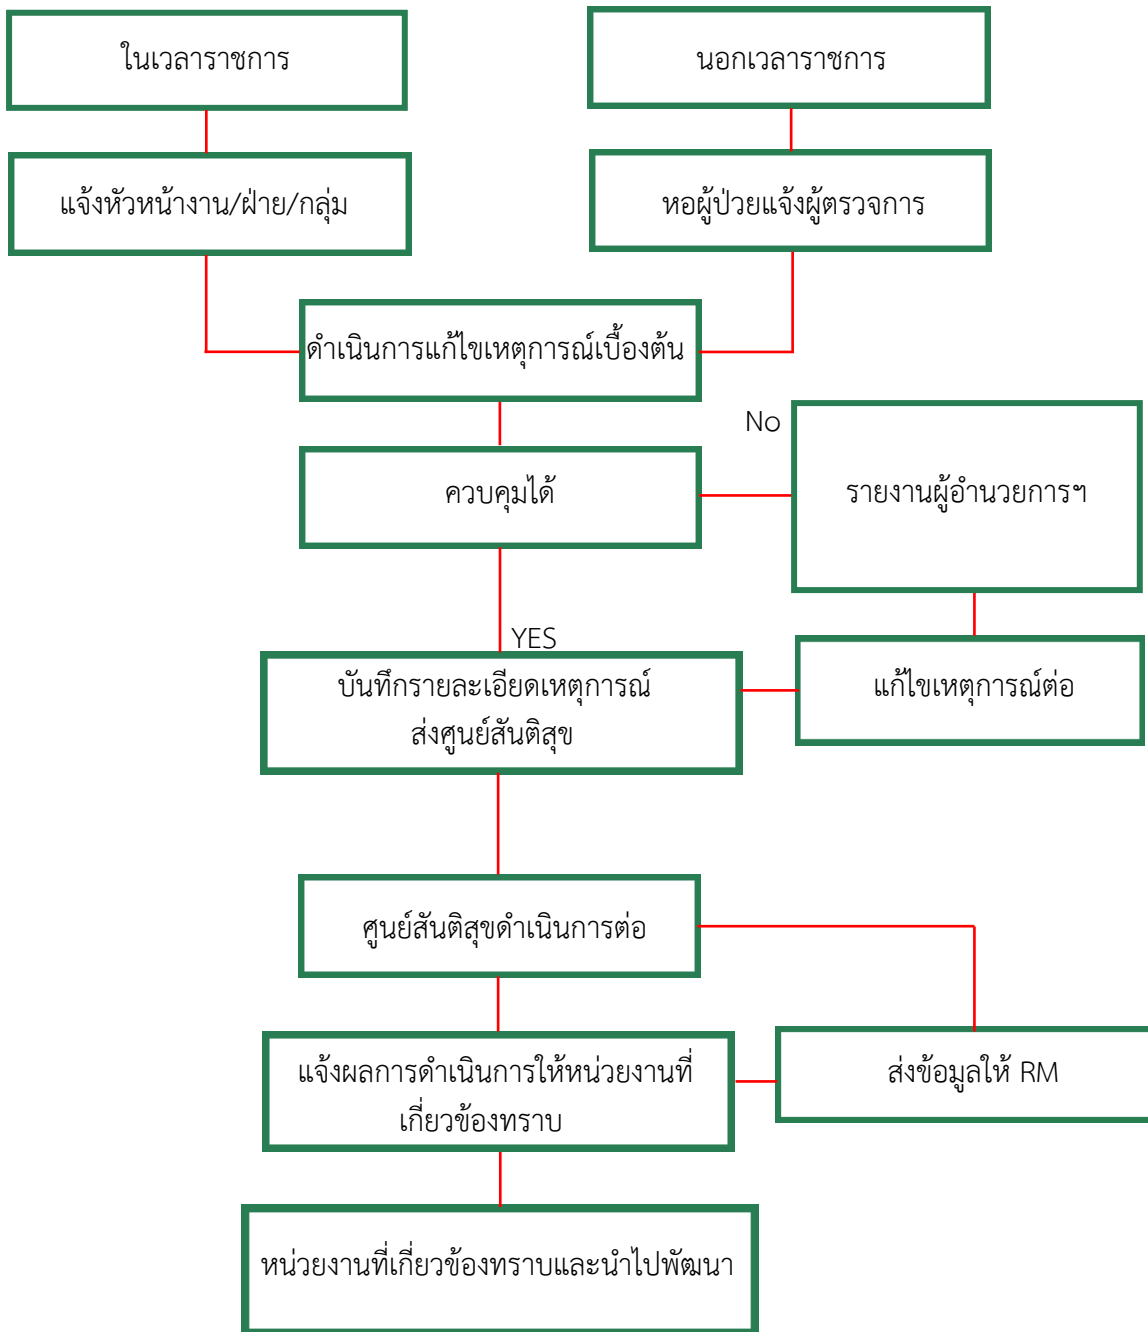 ในเวลาราชการ
นอกเวลาราชการ
แจ้งหัวหน้างาน/ฝ่าย/กลุ่ม
หอผู้ป่วยแจ้งผู้ตรวจการ
ดำเนินการแก้ไขเหตุการณ์เบื้องต้น
No
ควบคุมได้
รายงานผู้อำนวยการฯ
YES
บันทึกรายละเอียดเหตุการณ์
ส่งศูนย์สันติสุข
แก้ไขเหตุการณ์ต่อ
ศูนย์สันติสุขดำเนินการต่อ
แจ้งผลการดำเนินการให้หน่วยงานที่
เกี่ยวข้องทราบ
ส่งข้อมูลให้ RM
หน่วยงานที่เกี่ยวข้องทราบและนำไปพัฒนา